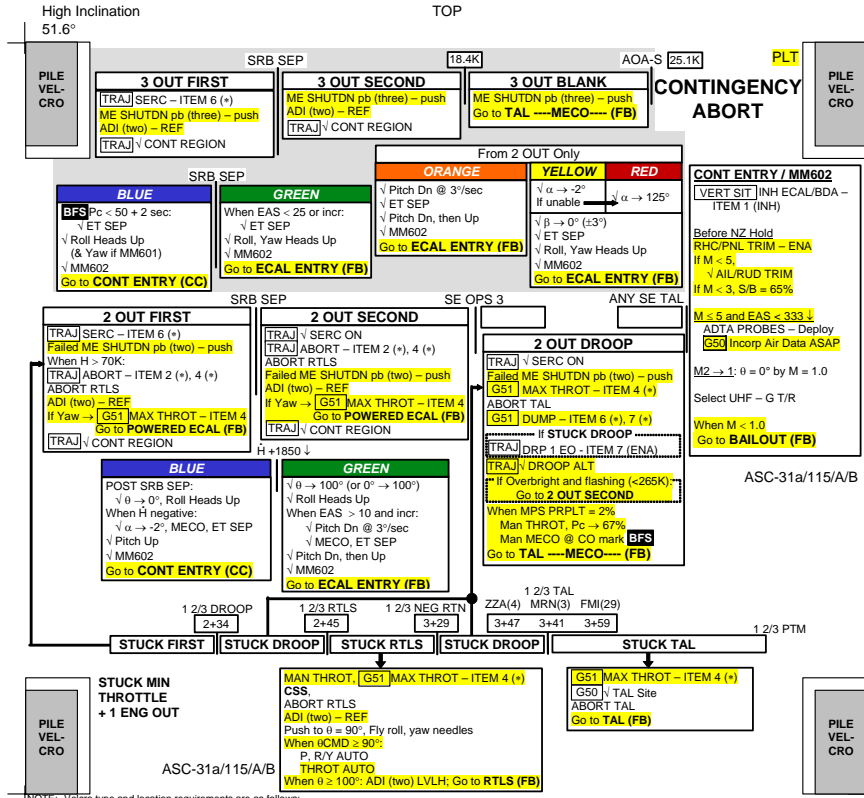 High Inclination
51.6°
TOP
PILE
VEL-
CRO
SRB SEP
18.4K
AOA-S 25.1K
PLT
PILE
VEL-
CRO
CONTINGENCY
ABORT
3 OUT FIRST
TRAJ SERC – ITEM 6 (*)
ME SHUTDN pb (three) – push
ADI (two) – REF
TRAJ √ CONT REGION
3 OUT SECOND
ME SHUTDN pb (three) – push
ADI (two) – REF
TRAJ √ CONT REGION
3 OUT BLANK
ME SHUTDN pb (three) – push
Go to TAL ----MECO---- (FB)
SRB SEP
BLUE
BFS Pc < 50 + 2 sec:
√ ET SEP
√ Roll Heads Up
(& Yaw if MM601)
√ MM602
Go to CONT ENTRY (CC)
GREEN
When EAS < 25 or incr:
√ ET SEP
√ Roll, Yaw Heads Up
√ MM602
Go to ECAL ENTRY (FB)
From 2 OUT Only
ORANGE
√ Pitch Dn @ 3°/sec
√ ET SEP
√ Pitch Dn, then Up
√ MM602
Go to ECAL ENTRY (FB)
YELLOW
√ α → -2°
If unable
RED
√ α → 125°
√ β → 0° (±3°)
√ ET SEP
√ Roll, Yaw Heads Up
√ MM602
Go to ECAL ENTRY (FB)
CONT ENTRY / MM602
VERT SIT INH ECAL/BDA –
ITEM 1 (INH)
Before NZ Hold
RHC/PNL TRIM – ENA
If M < 5,
√ AIL/RUD TRIM
If M < 3, S/B = 65%
M ≤ 5 and EAS < 333 ↓
ADTA PROBES – Deploy
G50 Incorp Air Data ASAP
M2 → 1: θ = 0° by M = 1.0
Select UHF – G T/R
When M < 1.0
Go to BAILOUT (FB)
ASC-31a/115/A/B
SRB SEP
SE OPS 3
ANY SE TAL
2 OUT FIRST
TRAJ SERC – ITEM 6 (*)
Failed ME SHUTDN pb (two) – push
When H > 70K:
TRAJ ABORT – ITEM 2 (*), 4 (*)
ABORT RTLS
ADI (two) – REF
If Yaw → G51 MAX THROT – ITEM 4
Go to POWERED ECAL (FB)
TRAJ √ CONT REGION
2 OUT SECOND
TRAJ √ SERC ON
TRAJ ABORT – ITEM 2 (*), 4 (*)
ABORT RTLS
Failed ME SHUTDN pb (two) – push
ADI (two) – REF
If Yaw → G51 MAX THROT – ITEM 4
Go to POWERED ECAL (FB)
TRAJ √ CONT REGION
2 OUT DROOP
TRAJ √ SERC ON
Failed ME SHUTDN pb (two) – push
G51 MAX THROT – ITEM 4 (*)
ABORT TAL
G51 DUMP – ITEM 6 (*), 7 (*)
If STUCK DROOP
TRAJ DRP 1 EO - ITEM 7 (ENA)
TRAJ √ DROOP ALT
If Overbright and flashing (<265K):
Go to 2 OUT SECOND
When MPS PRPLT = 2%
Man THROT, Pc → 67%
Man MECO @ CO mark BFS
Go to TAL ----MECO---- (FB)
Ḣ +1850 ↓
BLUE
POST SRB SEP:
√ θ → 0°, Roll Heads Up
When Ḣ negative:
√ α → -2°, MECO, ET SEP
√ Pitch Up
√ MM602
Go to CONT ENTRY (CC)
GREEN
√ θ → 100° (or 0° → 100°)
√ Roll Heads Up
When EAS > 10 and incr:
√ Pitch Dn @ 3°/sec
√ MECO, ET SEP
√ Pitch Dn, then Up
√ MM602
Go to ECAL ENTRY (FB)
1 2/3 DROOP
2+34
1 2/3 RTLS
2+45
1 2/3 NEG RTN
3+29
1 2/3 TAL
ZZA(4) MRN(3) FMI(29)
3+47 3+41 3+59
1 2/3 PTM
STUCK FIRST
STUCK DROOP
STUCK RTLS
STUCK DROOP
STUCK TAL
PILE
VEL-
CRO
STUCK MIN
THROTTLE
+ 1 ENG OUT
ASC-31a/115/A/B
MAN THROT, G51 MAX THROT – ITEM 4 (*)
CSS,
ABORT RTLS
ADI (two) – REF
Push to θ = 90°, Fly roll, yaw needles
When θCMD ≥ 90°:
P, R/Y AUTO
THROT AUTO
When θ ≥ 100°: ADI (two) LVLH; Go to RTLS (FB)
G51 MAX THROT – ITEM 4 (*)
G50 √ TAL Site
ABORT TAL
Go to TAL (FB)
PILE
VEL-
CRO
NOTE: Velcro type and location requirements are as follows: